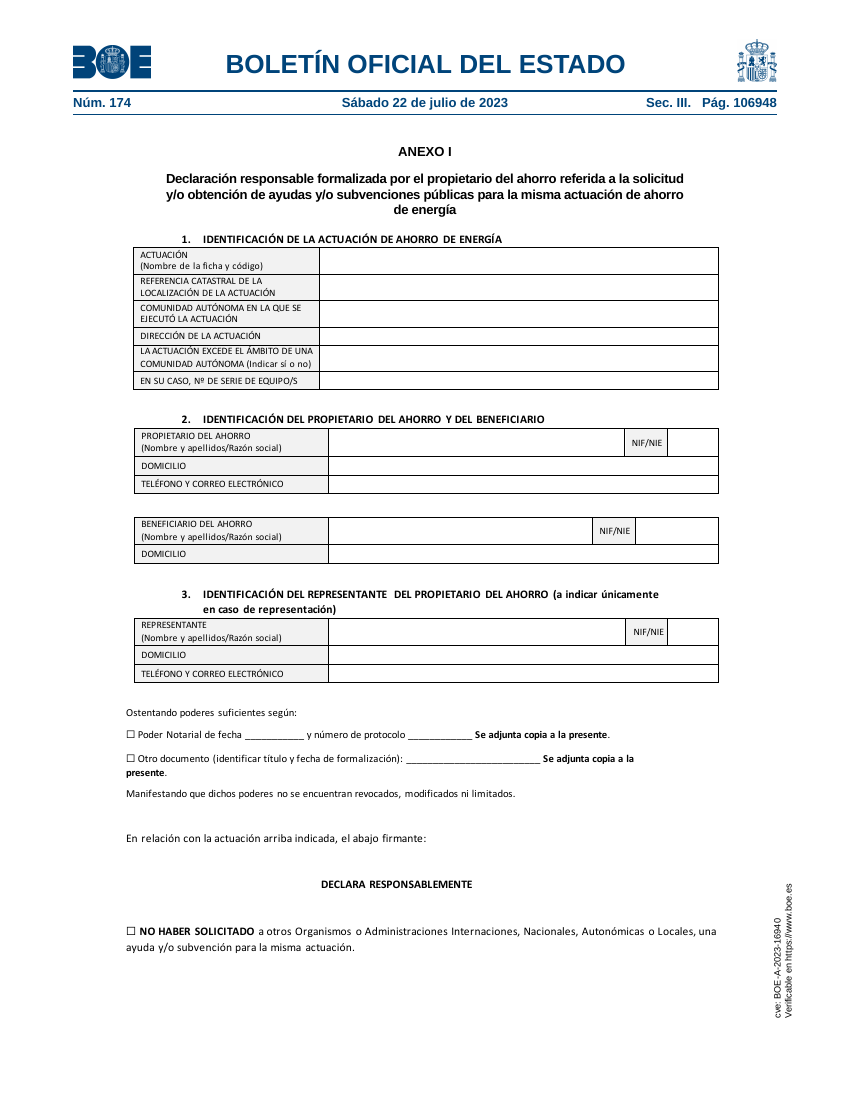 BOE
BOLETÍN OFICIAL DEL ESTADO
Núm. 174
Sábado 22 de julio de 2023
Sec. III. Pág. 106948
ANEXO I
Declaración responsable formalizada por el propietario del ahorro referida a la solicitud
y/o obtención de ayudas y/o subvenciones públicas para la misma actuación de ahorro
de energía
1. IDENTIFICACIÓN DE LA ACTUACIÓN DE AHORRO DE ENERGÍA
ACTUACIÓN
(Nombre de la ficha y código)
REFERENCIA CATASTRAL DE LA
LOCALIZACIÓN DE LA ACTUACIÓN
COMUNIDAD AUTÓNOMA EN LA QUE SE
EJECUTÓ LA ACTUACIÓN
DIRECCIÓN DE LA ACTUACIÓN
LA ACTUACIÓN EXCEDE EL ÁMBITO DE UNA
COMUNIDAD AUTÓNOMA (Indicar sí o no)
EN SU CASO, Nº DE SERIE DE EQUIPO/S
2. IDENTIFICACIÓN DEL PROPIETARIO DEL AHORRO Y DEL BENEFICIARIO
PROPIETARIO DEL AHORRO
(Nombre y apellidos/Razón social)
NIF/NIE
DOMICILIO
TELÉFONO Y CORREO ELECTRÓNICO
BENEFICIARIO DEL AHORRO
(Nombre y apellidos/Razón social)
NIF/NIE
DOMICILIO
3. IDENTIFICACIÓN DEL REPRESENTANTE DEL PROPIETARIO DEL AHORRO (a indicar únicamente
en caso de representación)
REPRESENTANTE
(Nombre y apellidos/Razón social)
NIF/NIE
DOMICILIO
TELÉFONO Y CORREO ELECTRÓNICO
Ostentando poderes suficientes según:
☐ Poder Notarial de fecha ___________ y número de protocolo ____________ Se adjunta copia a la presente.
☐ Otro documento (identificar título y fecha de formalización): _________________________ Se adjunta copia a la
presente.
Manifestando que dichos poderes no se encuentran revocados, modificados ni limitados.
En relación con la actuación arriba indicada, el abajo firmante:
DECLARA RESPONSABLEMENTE
☐ NO HABER SOLICITADO a otros Organismos o Administraciones Internaciones, Nacionales, Autonómicas o Locales, una
ayuda y/o subvención para la misma actuación.
cve: BOE-A-2023-16940
Verificable en https://www.boe.es